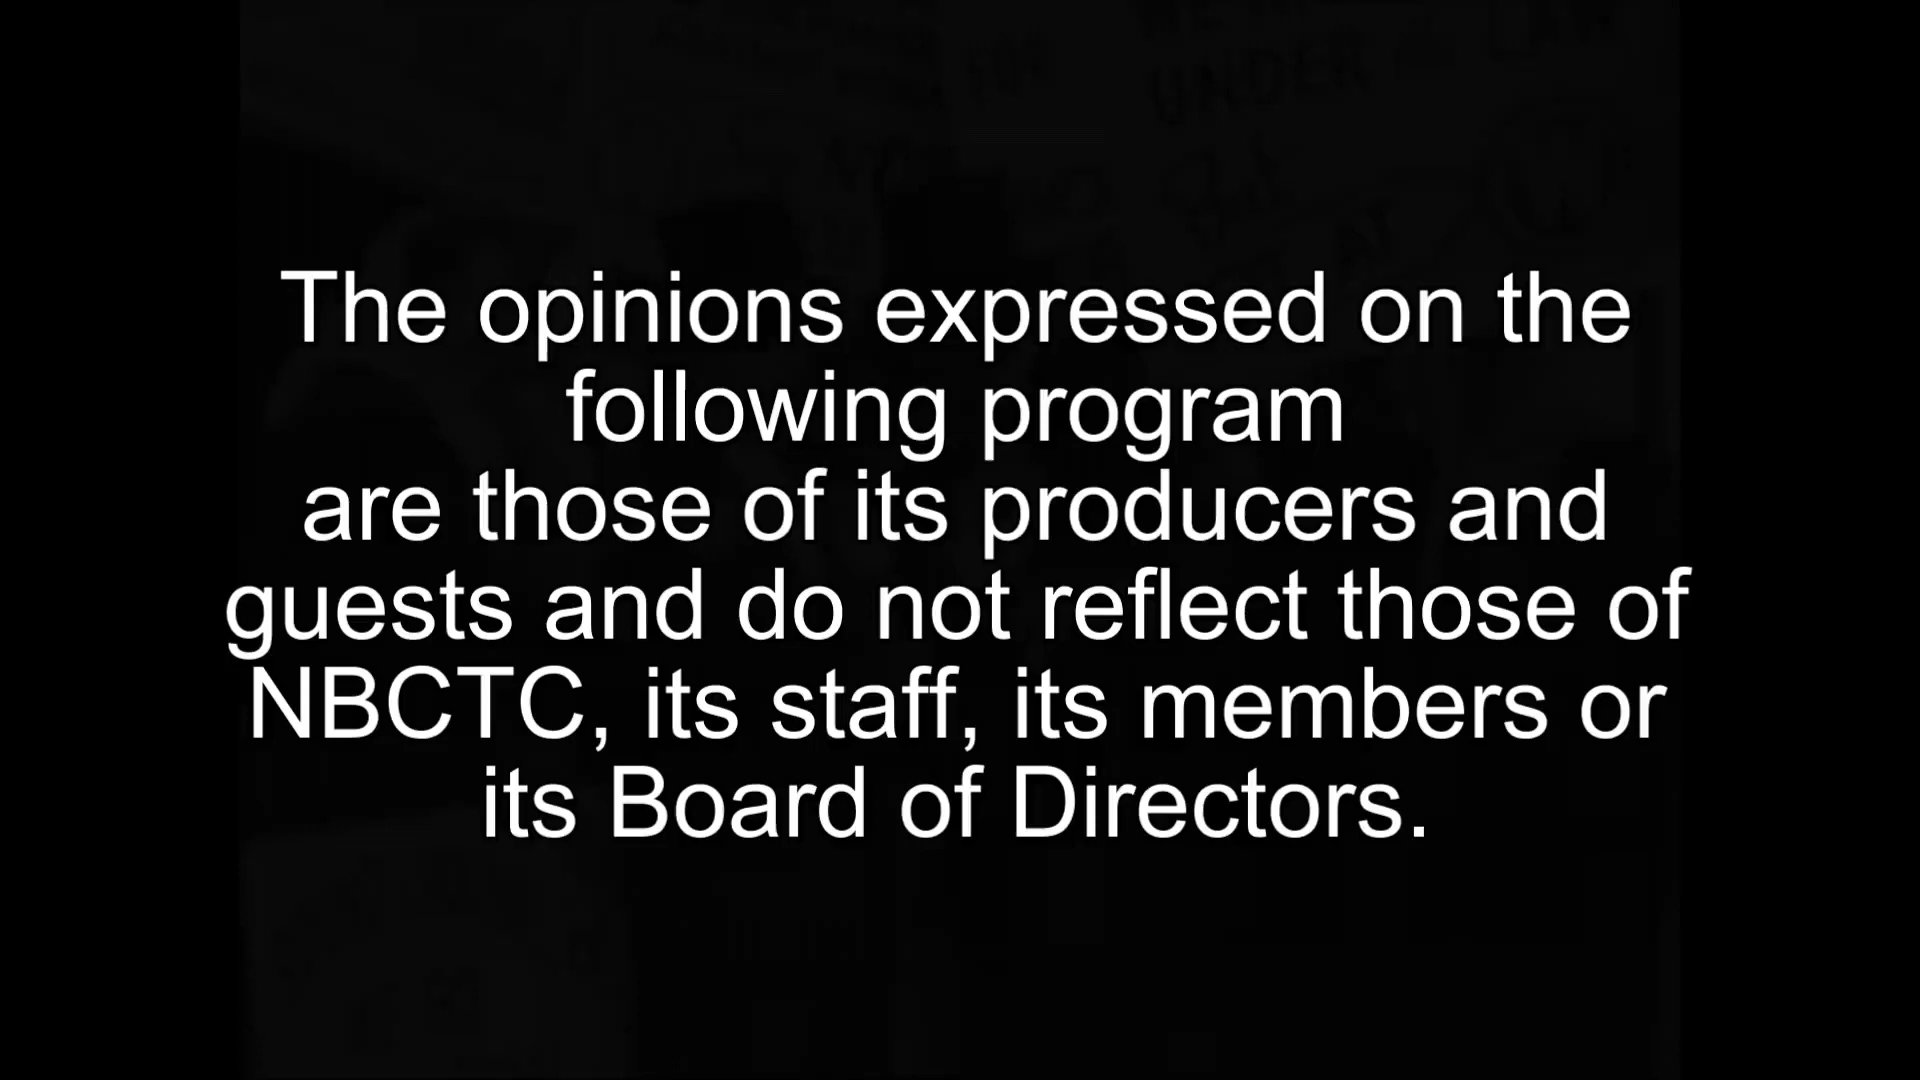 The opinions expressed on the
following program
are those of its producers and
guests and do not reflect those of
NBCTC, its staff, its members or
its Board of Directors.